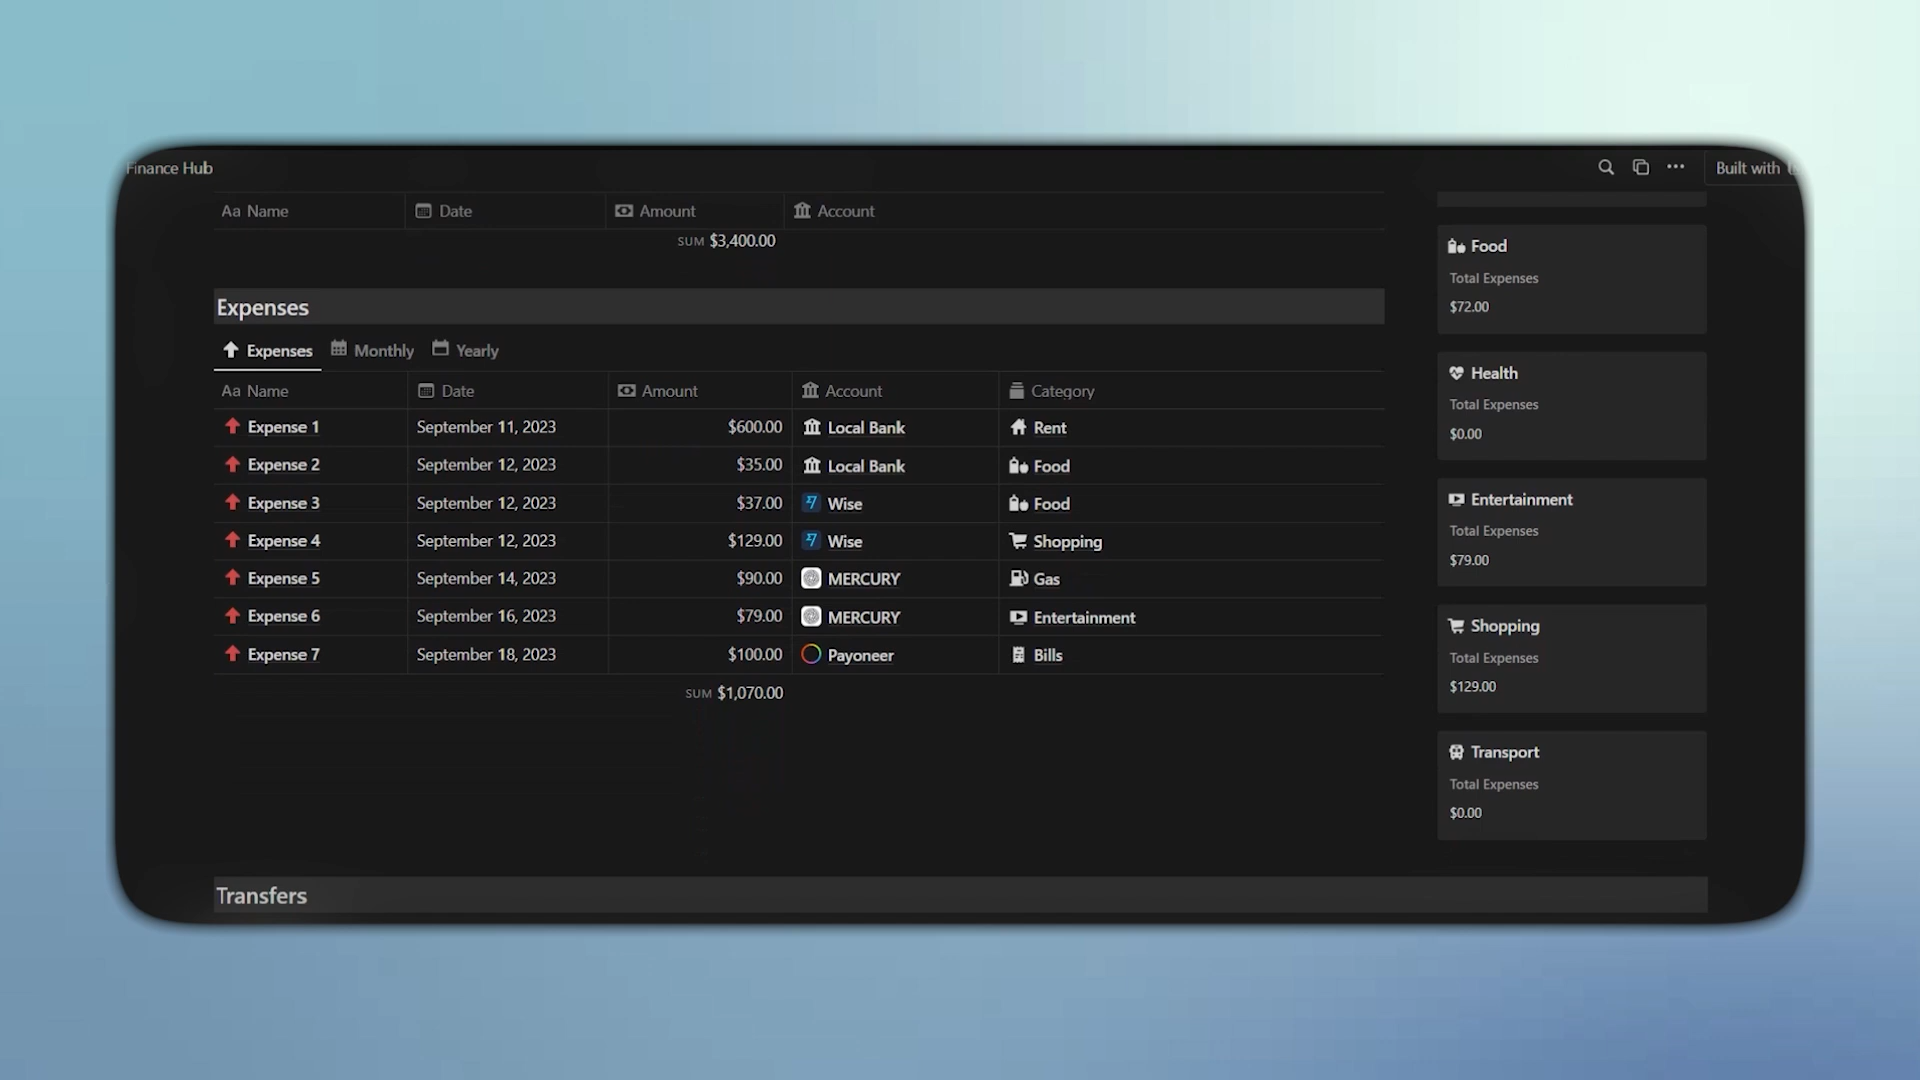 Finance Hub
Built with
Aa Name Date Amount Account
SUM $3,400.00
Expenses
Expenses Monthly Yearly
Aa Name Date Amount Account Category
Expense 1 September 11, 2023 $600.00 Local Bank Rent
Expense 2 September 12, 2023 $35.00 Local Bank Food
Expense 3 September 12, 2023 $37.00 Wise Food
Expense 4 September 12, 2023 $129.00 Wise Shopping
Expense 5 September 14, 2023 $90.00 MERCURY Gas
Expense 6 September 16, 2023 $79.00 MERCURY Entertainment
Expense 7 September 18, 2023 $100.00 Payoneer Bills
SUM $1,070.00
Food
Total Expenses
$72.00
Health
Total Expenses
$0.00
Entertainment
Total Expenses
$79.00
Shopping
Total Expenses
$129.00
Transport
Total Expenses
$0.00
Transfers